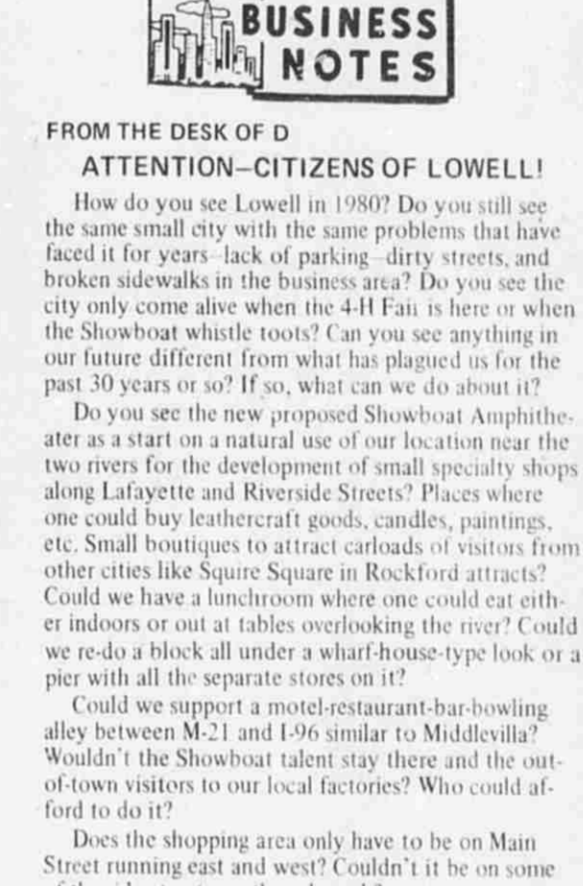 BUSINESS
NOTES
FROM THE DESK OF D
ATTENTION—CITIZENS OF LOWELL!
How do you see Lowell in 1980? Do you still see
the same small city with the same problems that have
faced it for years—lack of parking—dirty streets, and
broken sidewalks in the business area? Do you see the
city only come alive when the 4-H Fair is here or when
the Showboat whistle toots? Can you see anything in
our future different from what has plagued us for the
past 30 years or so? If so, what can we do about it?
Do you see the new proposed Showboat Amphithe-
ater as a start on a natural use of our location near the
two rivers for the development of small specialty shops
along Lafayette and Riverside Streets? Places where
one could buy leathercraft goods, candles, paintings,
etc. Small boutiques to attract carloads of visitors from
other cities like Squire Square in Rockford attracts?
Could we have a lunchroom where one could eat eith-
er indoors or out at tables overlooking the river? Could
we re-do a block all under a wharf-house-type look or a
pier with all the separate stores on it?
Could we support a motel-restaurant-bar-bowling
alley between M-21 and I-96 similar to Middlevilla?
Wouldn't the Showboat talent stay there and the out-
of-town visitors to our local factories? Who could af-
ford to do it?
Does the shopping area only have to be on Main
Street running east and west? Couldn't it be on some